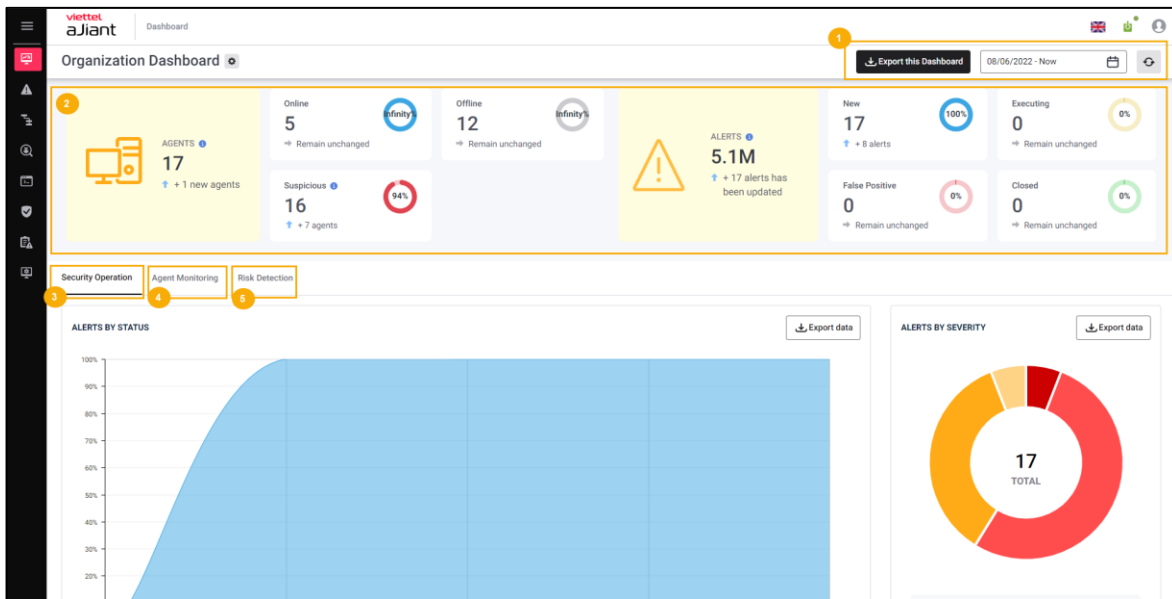 viettel
aJiant
Dashboard
1
Organization Dashboard
Export this Dashboard
08/06/2022 - Now
2
AGENTS
17
+ 1 new agents
Online
5
Remain unchanged
Infinity%
Offline
12
Remain unchanged
Infinity%
Suspicious
16
+ 7 agents
94%
ALERTS
5.1M
+ 17 alerts has
been updated
New
17
+ 8 alerts
100%
Executing
0
Remain unchanged
0%
False Positive
0
Remain unchanged
0%
Closed
0
Remain unchanged
0%
Security Operation
Agent Monitoring
Risk Detection
3
4
5
ALERTS BY STATUS
Export data
100%
90%
80%
70%
60%
50%
40%
30%
20%
ALERTS BY SEVERITY
Export data
17
TOTAL